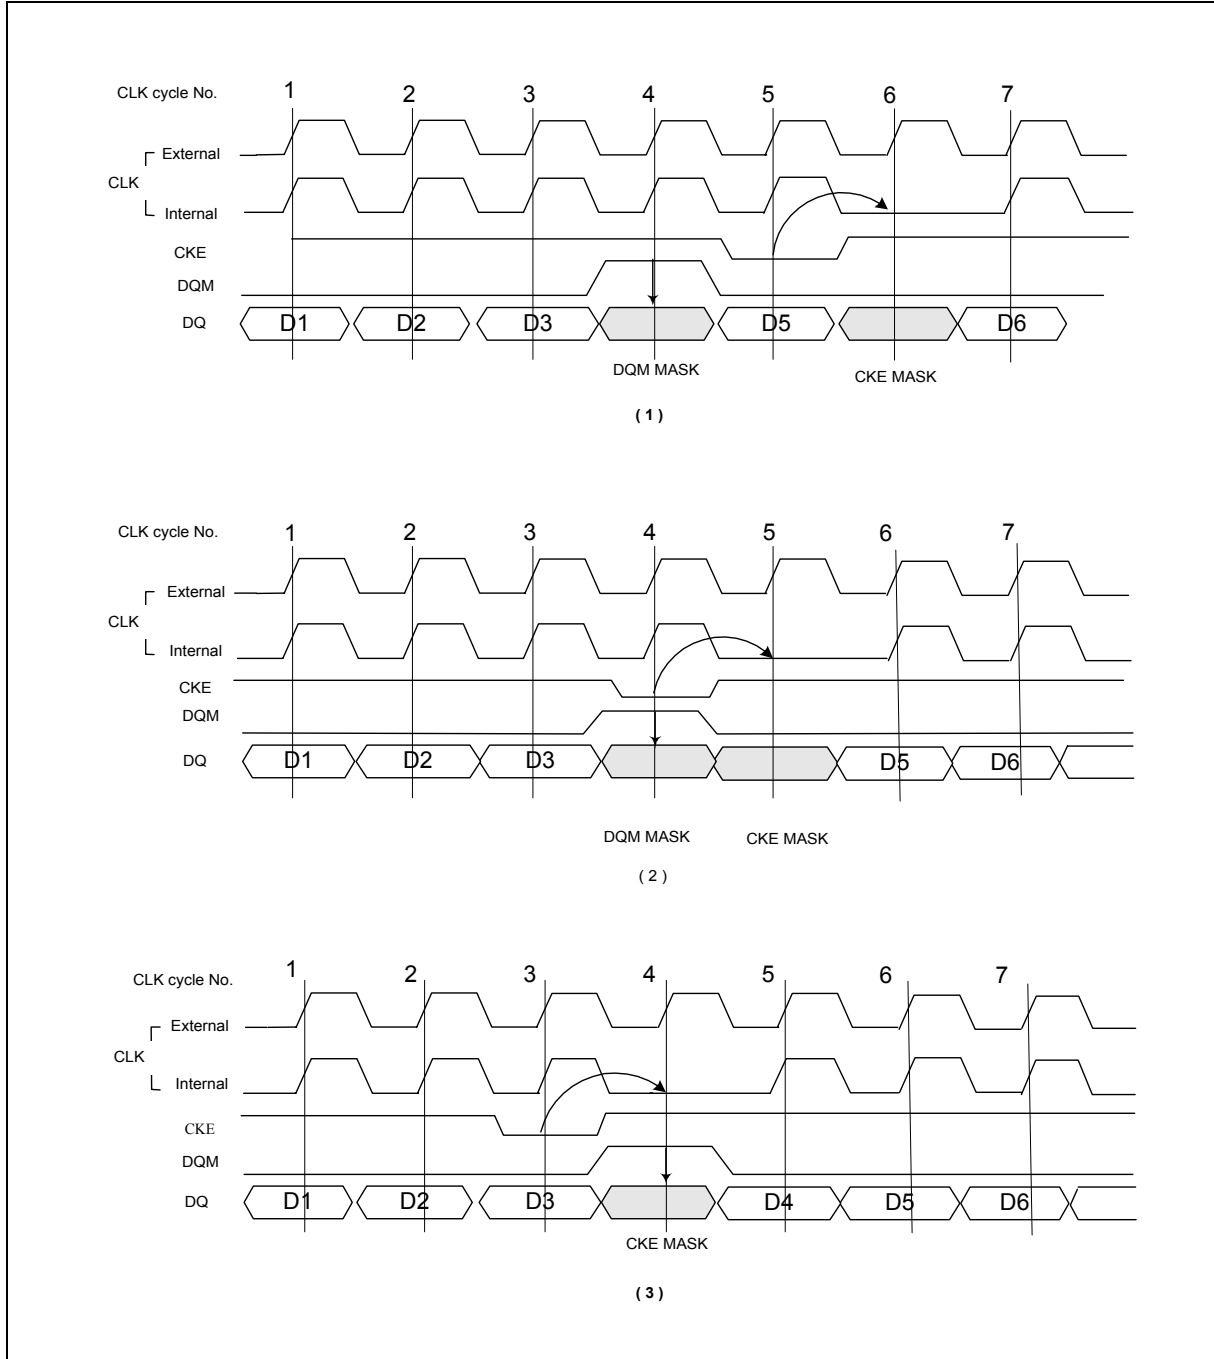 CLK cycle No. 1 2 3 4 5 6 7
External
CLK
Internal
CKE
DQM
DQ D1 D2 D3 D5 D6
DQM MASK CKE MASK
( 1 )
CLK cycle No. 1 2 3 4 5 6 7
External
CLK
Internal
CKE
DQM
DQ D1 D2 D3 D5 D6
DQM MASK CKE MASK
( 2 )
CLK cycle No. 1 2 3 4 5 6 7
External
CLK
Internal
CKE
DQM
DQ D1 D2 D3 D4 D5 D6
CKE MASK
( 3 )